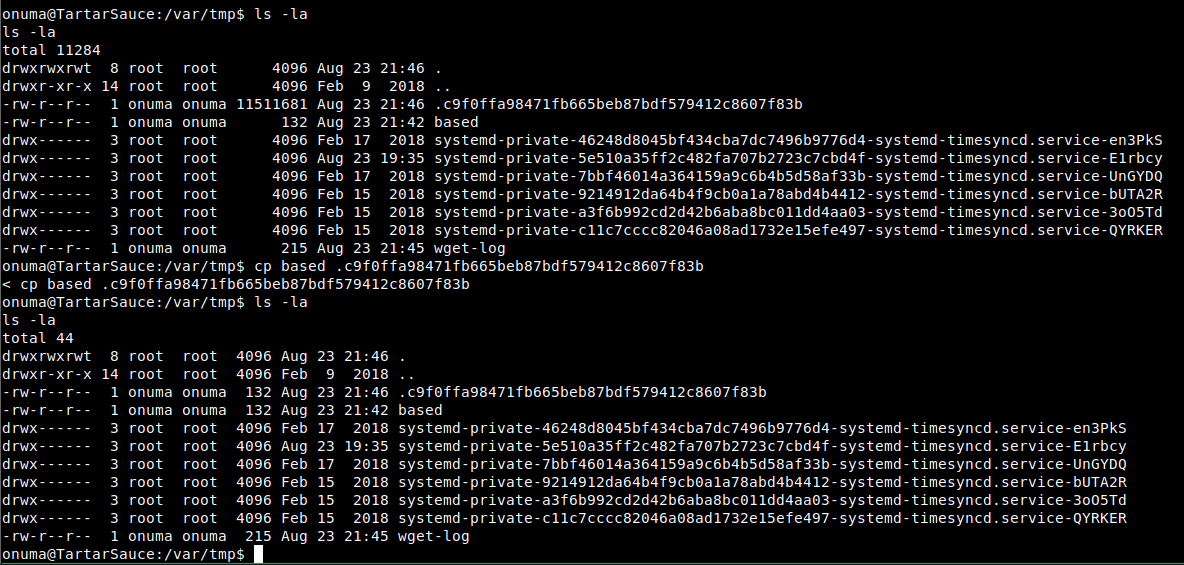 onuma@TartarSauce:/var/tmp$ ls -la
ls -la
total 11284
drwxrwxrwt  8 root  root      4096 Aug 23 21:46 .
drwxr-xr-x 14 root  root      4096 Feb  9  2018 ..
-rw-r--r--  1 onuma onuma 11511681 Aug 23 21:46 .c9f0ffa98471fb665beb87bdf579412c8607f83b
-rw-r--r--  1 onuma onuma      132 Aug 23 21:42 based
drwx------  3 root  root      4096 Feb 17  2018 systemd-private-46248d8045bf434cba7dc7496b9776d4-systemd-timesyncd.service-en3PkS
drwx------  3 root  root      4096 Aug 23 19:35 systemd-private-5e510a35ff2c482fa707b2723c7cbd4f-systemd-timesyncd.service-E1rbcy
drwx------  3 root  root      4096 Feb 17  2018 systemd-private-7bbf46014a364159a9c6b4b5d58af33b-systemd-timesyncd.service-UnGYDQ
drwx------  3 root  root      4096 Feb 15  2018 systemd-private-9214912da64b4f9cb0a1a78abd4b4412-systemd-timesyncd.service-bUTA2R
drwx------  3 root  root      4096 Feb 15  2018 systemd-private-a3f6b992cd2d42b6aba8bc011dd4aa03-systemd-timesyncd.service-3oO5Td
drwx------  3 root  root      4096 Feb 15  2018 systemd-private-c11c7cccc82046a08ad1732e15efe497-systemd-timesyncd.service-QYRKER
-rw-r--r--  1 onuma onuma      215 Aug 23 21:45 wget-log
onuma@TartarSauce:/var/tmp$ cp based .c9f0ffa98471fb665beb87bdf579412c8607f83b
< cp based .c9f0ffa98471fb665beb87bdf579412c8607f83b
onuma@TartarSauce:/var/tmp$ ls -la
ls -la
total 44
drwxrwxrwt  8 root  root  4096 Aug 23 21:46 .
drwxr-xr-x 14 root  root  4096 Feb  9  2018 ..
-rw-r--r--  1 onuma onuma  132 Aug 23 21:46 .c9f0ffa98471fb665beb87bdf579412c8607f83b
-rw-r--r--  1 onuma onuma  132 Aug 23 21:42 based
drwx------  3 root  root  4096 Feb 17  2018 systemd-private-46248d8045bf434cba7dc7496b9776d4-systemd-timesyncd.service-en3PkS
drwx------  3 root  root  4096 Aug 23 19:35 systemd-private-5e510a35ff2c482fa707b2723c7cbd4f-systemd-timesyncd.service-E1rbcy
drwx------  3 root  root  4096 Feb 17  2018 systemd-private-7bbf46014a364159a9c6b4b5d58af33b-systemd-timesyncd.service-UnGYDQ
drwx------  3 root  root  4096 Feb 15  2018 systemd-private-9214912da64b4f9cb0a1a78abd4b4412-systemd-timesyncd.service-bUTA2R
drwx------  3 root  root  4096 Feb 15  2018 systemd-private-a3f6b992cd2d42b6aba8bc011dd4aa03-systemd-timesyncd.service-3oO5Td
drwx------  3 root  root  4096 Feb 15  2018 systemd-private-c11c7cccc82046a08ad1732e15efe497-systemd-timesyncd.service-QYRKER
-rw-r--r--  1 onuma onuma  215 Aug 23 21:45 wget-log
onuma@TartarSauce:/var/tmp$